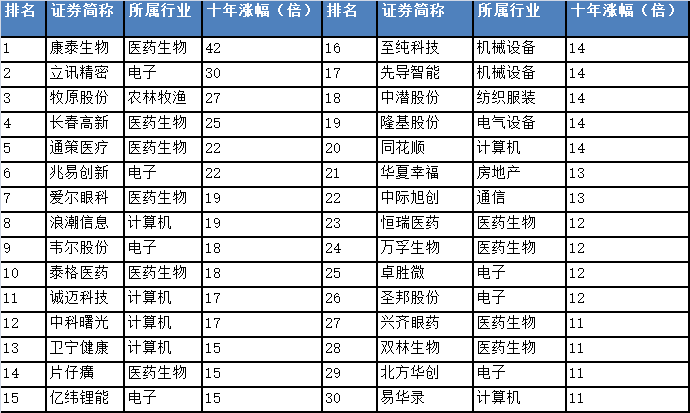 排名 证券简称 所属行业 十年涨幅（倍） 排名 证券简称 所属行业 十年涨幅（倍）
1 康泰生物 医药生物 42 16 至纯科技 机械设备 14
2 立讯精密 电子 30 17 先导智能 机械设备 14
3 牧原股份 农林牧渔 27 18 中潜股份 纺织服装 14
4 长春高新 医药生物 25 19 隆基股份 电气设备 14
5 通策医疗 医药生物 22 20 同花顺 计算机 14
6 兆易创新 电子 22 21 华夏幸福 房地产 13
7 爱尔眼科 医药生物 19 22 中际旭创 通信 13
8 浪潮信息 计算机 19 23 恒瑞医药 医药生物 12
9 韦尔股份 电子 18 24 万孚生物 医药生物 12
10 泰格医药 医药生物 18 25 卓胜微 电子 12
11 诚迈科技 计算机 17 26 圣邦股份 电子 12
12 中科曙光 计算机 17 27 兴齐眼药 医药生物 11
13 卫宁健康 计算机 15 28 双林生物 医药生物 11
14 片仔癀 医药生物 15 29 北方华创 电子 11
15 亿纬锂能 电子 15 30 易华录 计算机 11